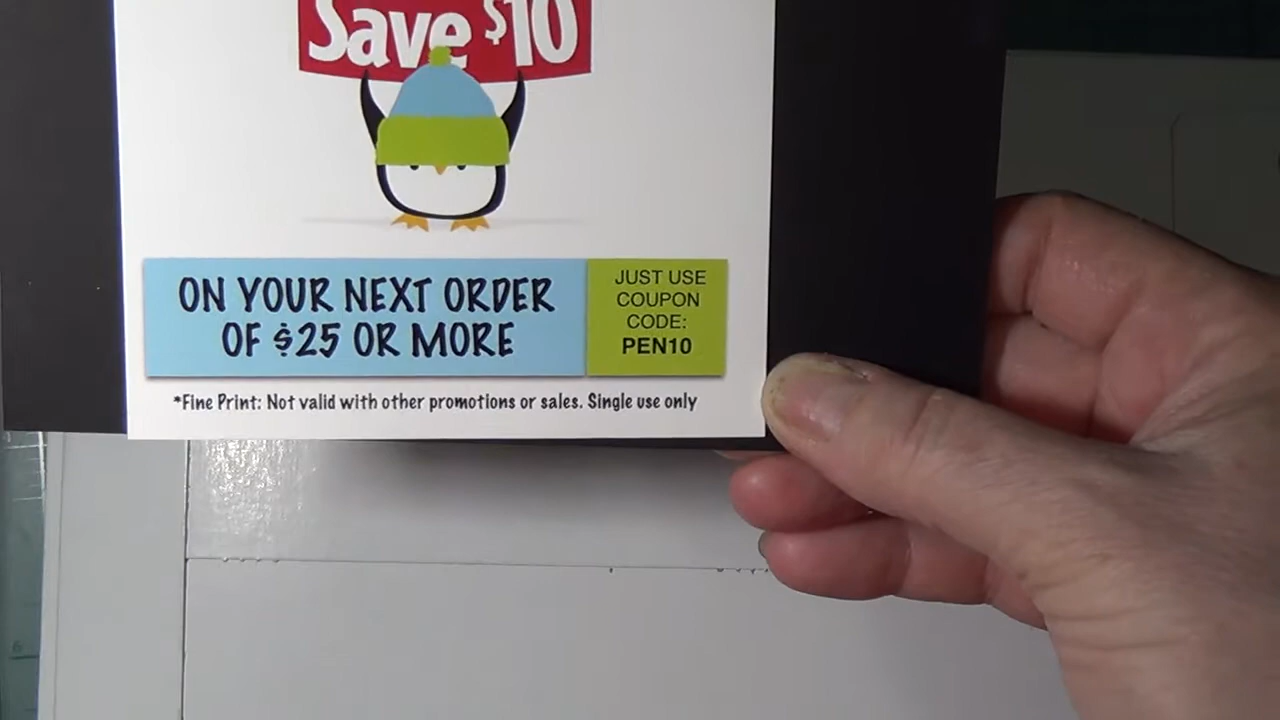 Save $10
ON YOUR NEXT ORDER
OF $25 OR MORE
JUST USE
COUPON
CODE:
PEN10
*Fine Print: Not valid with other promotions or sales. Single use only